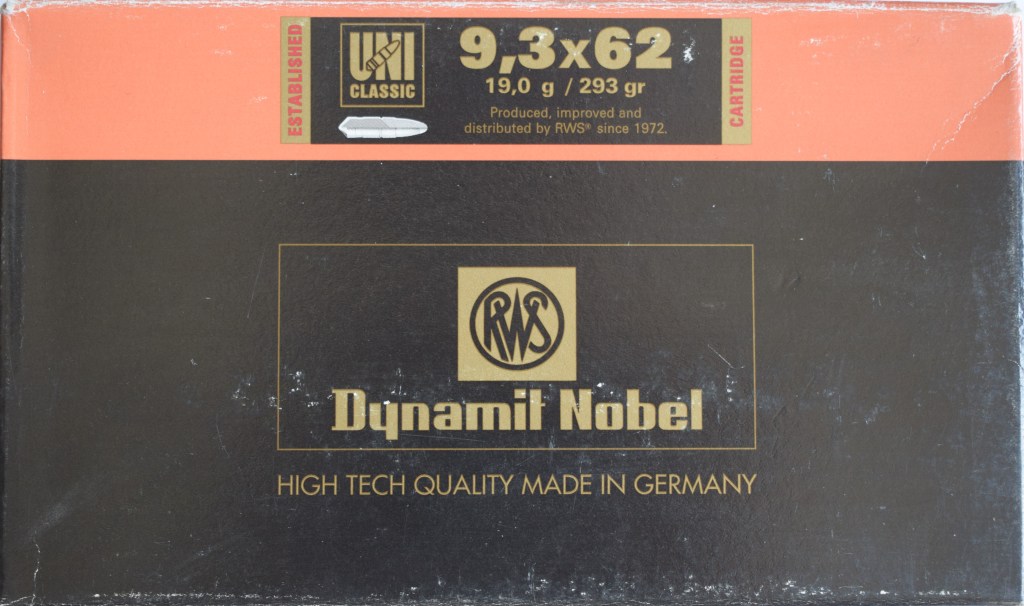 ESTABLISHED
UNI
CLASSIC
9,3x62
19,0 g / 293 gr
Produced, improved and
distributed by RWS® since 1972.
CARTRIDGE
RWS
Dynamit Nobel
HIGH TECH QUALITY MADE IN GERMANY